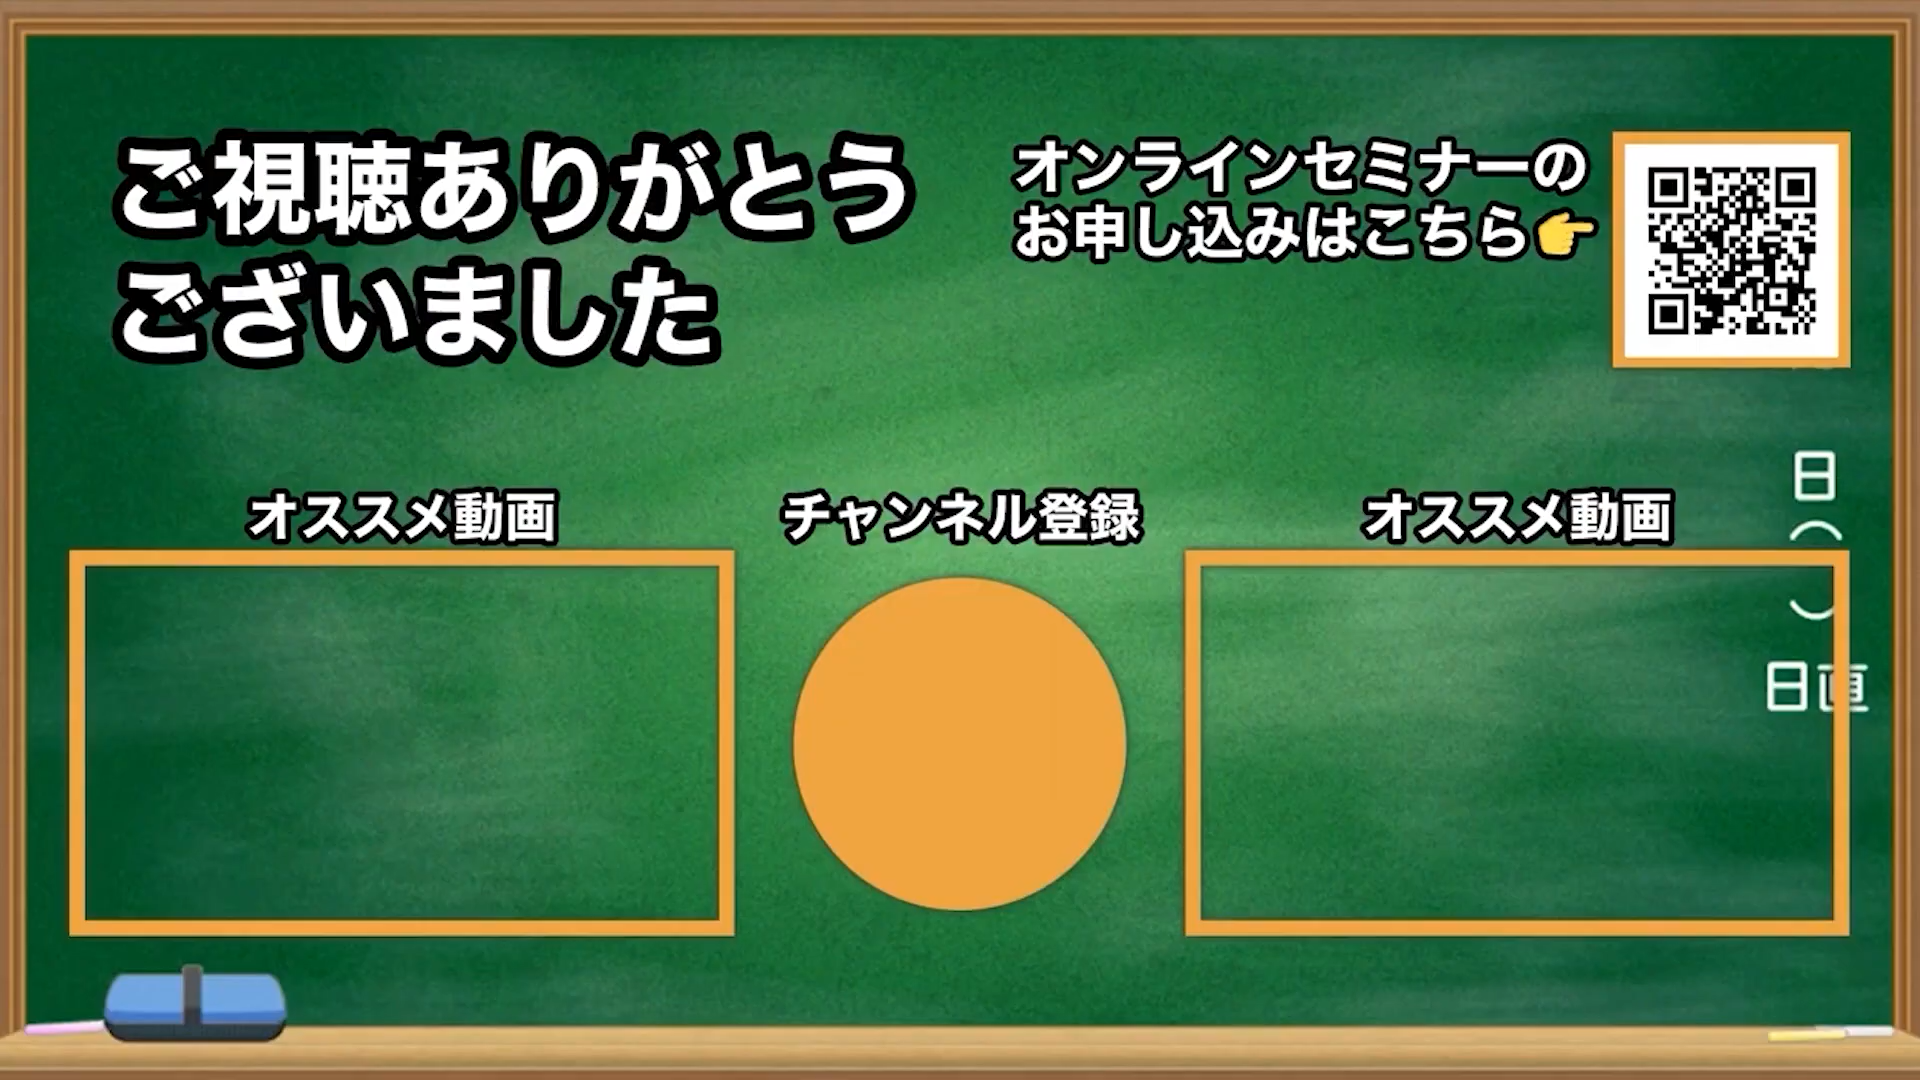 ご視聴ありがとう
ございました
オンラインセミナーの
お申し込みはこちら👉
オススメ動画
チャンネル登録
オススメ動画
日
（
）
日直